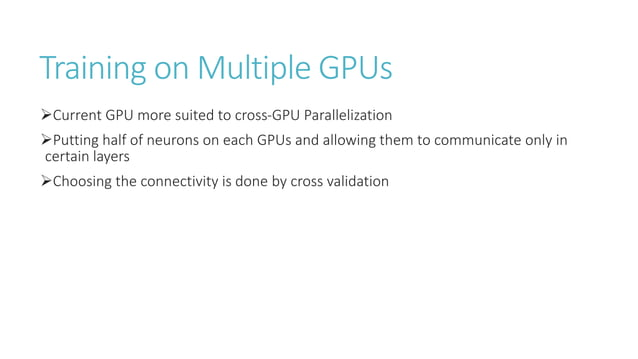 Training on Multiple GPUs
➢Current GPU more suited to cross-GPU Parallelization
➢Putting half of neurons on each GPUs and allowing them to communicate only in
certain layers
➢Choosing the connectivity is done by cross validation